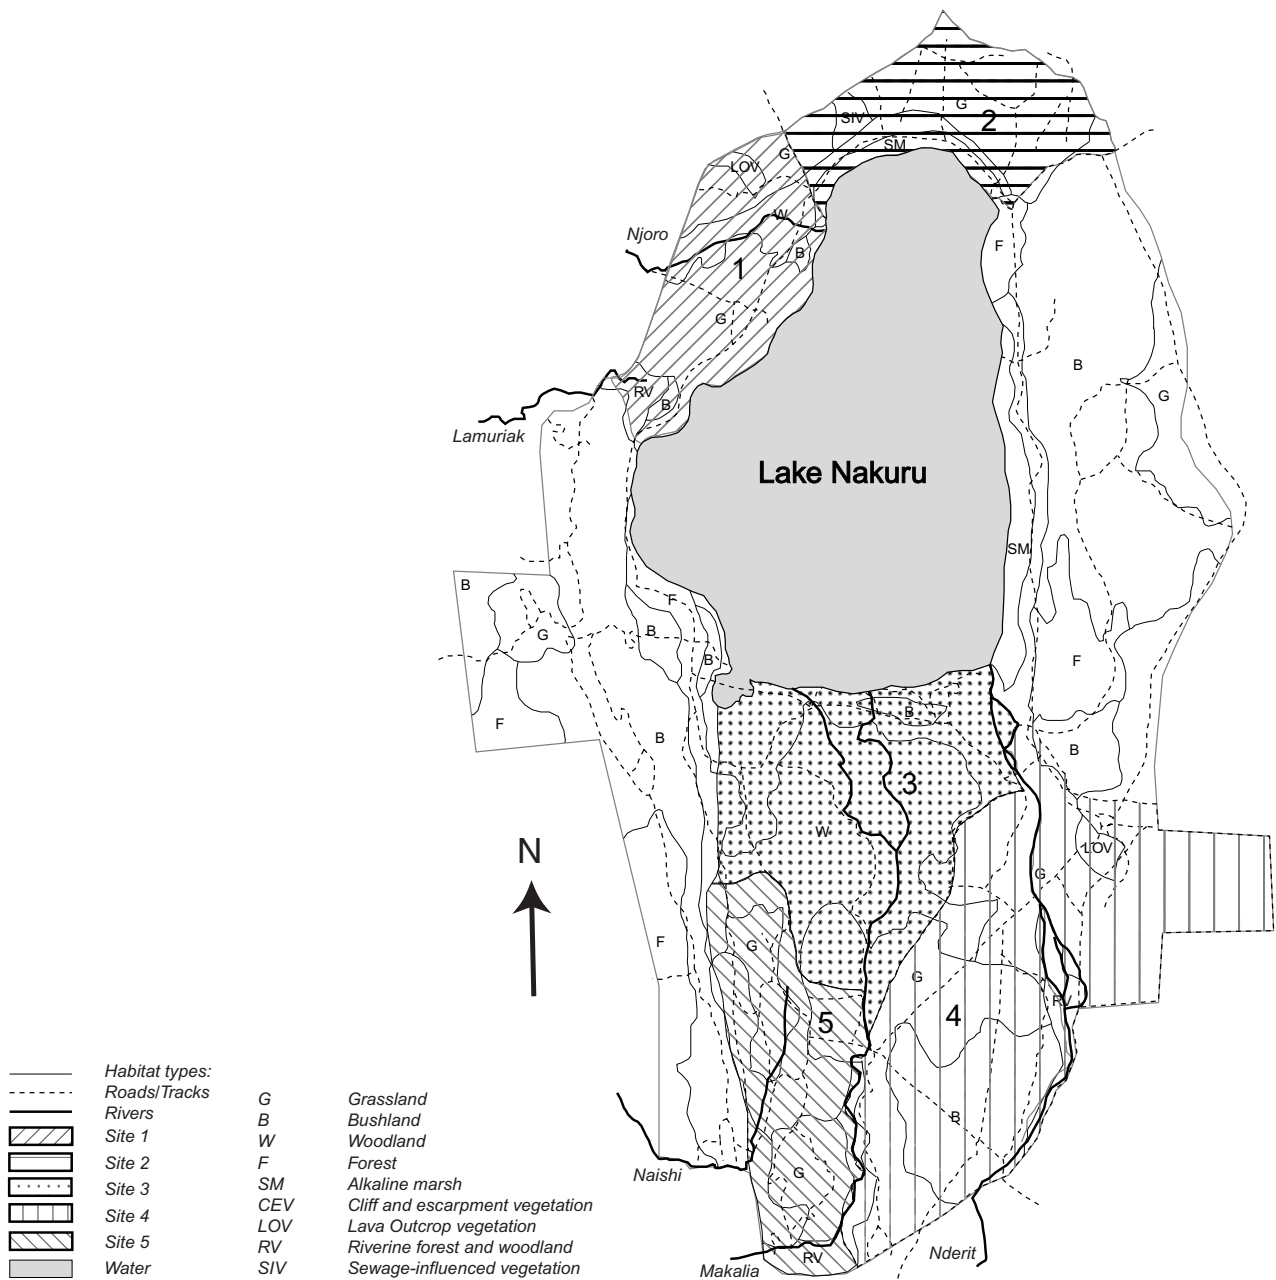 G
2
SIV
SM
G
LOV
W
Njoro
F
B
1
G
B
G
RV
B
Lamuriak
Lake Nakuru
SM
B
F
B
G
F
B
F
B
B
B
3
W
N
LOV
G
F
G
G
RV
5
4
B
G
Naishi
RV
Makalia
Nderit
Habitat types:
Roads/Tracks
Rivers
Site 1
Site 2
Site 3
Site 4
Site 5
Water
G Grassland
B Bushland
W Woodland
F Forest
SM Alkaline marsh
CEV Cliff and escarpment vegetation
LOV Lava Outcrop vegetation
RV Riverine forest and woodland
SIV Sewage-influenced vegetation